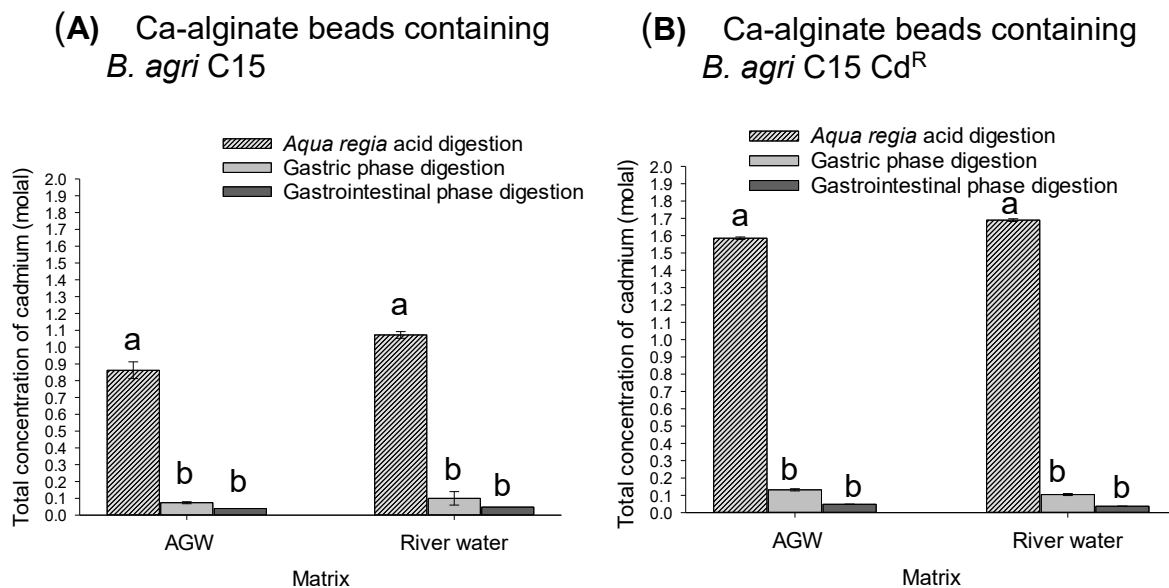 (A) Ca-alginate beads containing
B. agri C15
Aqua regia acid digestion
Gastric phase digestion
Gastrointestinal phase digestion
Total concentration of cadmium (molal)
2.0
1.9
1.8
1.7
1.6
1.5
1.4
1.3
1.2
1.1
1.0
0.9
0.8
0.7
0.6
0.5
0.4
0.3
0.2
0.1
0.0
a
b
b
a
b
b
AGW
River water
Matrix
(B) Ca-alginate beads containing
B. agri C15 Cd^R
Aqua regia acid digestion
Gastric phase digestion
Gastrointestinal phase digestion
Total concentration of cadmium (molal)
2.0
1.9
1.8
1.7
1.6
1.5
1.4
1.3
1.2
1.1
1.0
0.9
0.8
0.7
0.6
0.5
0.4
0.3
0.2
0.1
0.0
a
b
b
a
b
b
AGW
River water
Matrix